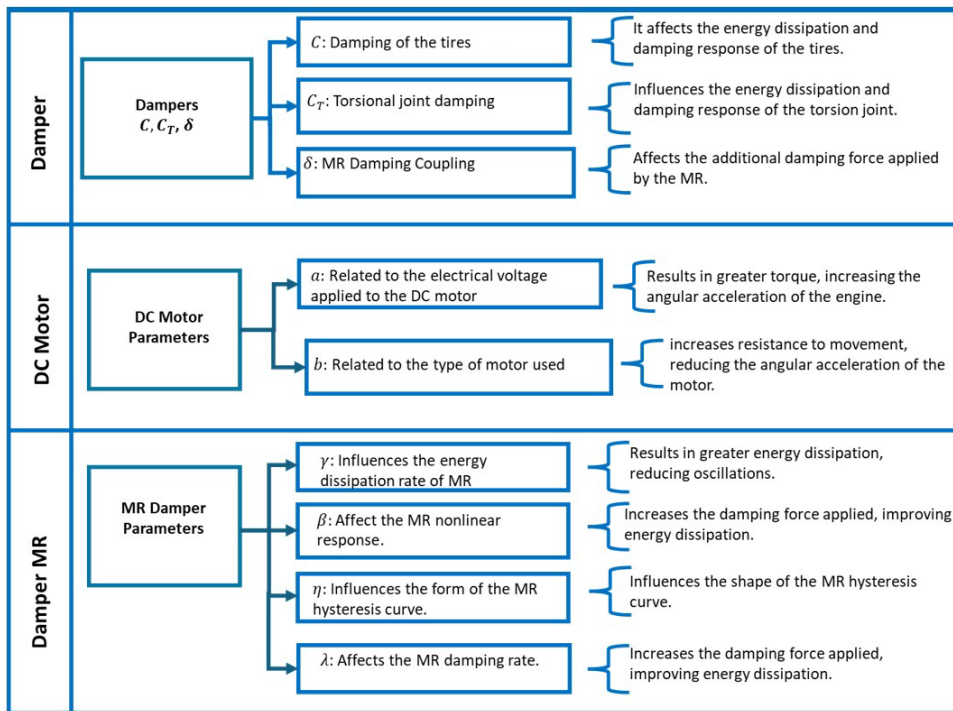 Damper
Dampers
C, C_T, δ
C: Damping of the tires
It affects the energy dissipation and
damping response of the tires.
C_T: Torsional joint damping
Influences the energy dissipation and
damping response of the torsion joint.
δ: MR Damping Coupling
Affects the additional damping force applied
by the MR.
DC Motor
DC Motor
Parameters
a: Related to the electrical voltage
applied to the DC motor
Results in greater torque, increasing the
angular acceleration of the engine.
b: Related to the type of motor used
increases resistance to movement,
reducing the angular acceleration of the
motor.
Damper MR
MR Damper
Parameters
γ: Influences the energy
dissipation rate of MR
Results in greater energy dissipation,
reducing oscillations.
β: Affect the MR nonlinear
response.
Increases the damping force applied, improving
energy dissipation.
η: Influences the form of the MR
hysteresis curve.
Influences the shape of the MR hysteresis
curve.
λ: Affects the MR damping rate.
Increases the damping force applied,
improving energy dissipation.